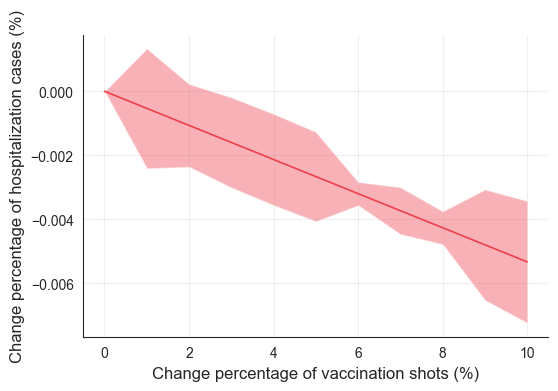 Change percentage of hospitalization cases (%)
0.000
−0.002
−0.004
−0.006
0 2 4 6 8 10
Change percentage of vaccination shots (%)